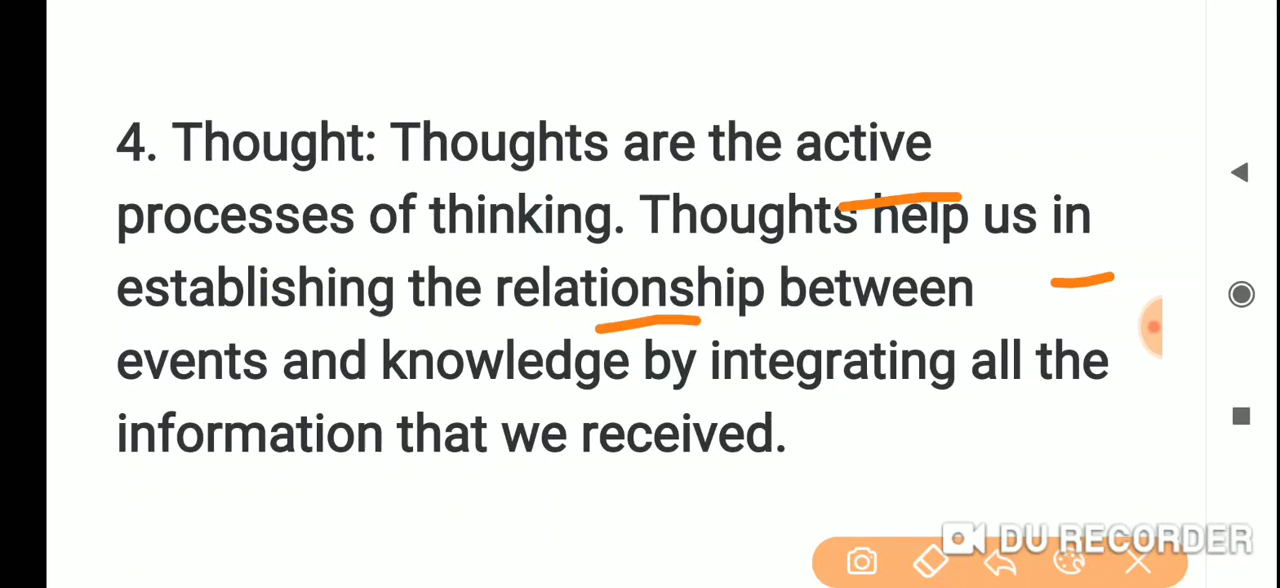 4. Thought: Thoughts are the active
processes of thinking. Thoughts help us in
establishing the relationship between
events and knowledge by integrating all the
information that we received.
DU RECORDER